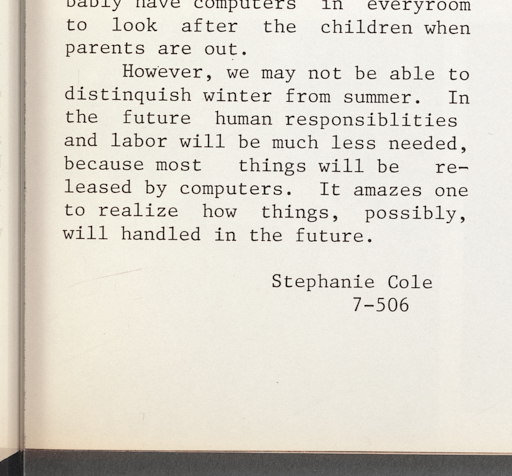 bably have computers in everyroom
to look after the children when
parents are out.
However, we may not be able to
distinquish winter from summer. In
the future human responsiblities
and labor will be much less needed,
because most things will be re-
leased by computers. It amazes one
to realize how things, possibly,
will handled in the future.
Stephanie Cole
7-506